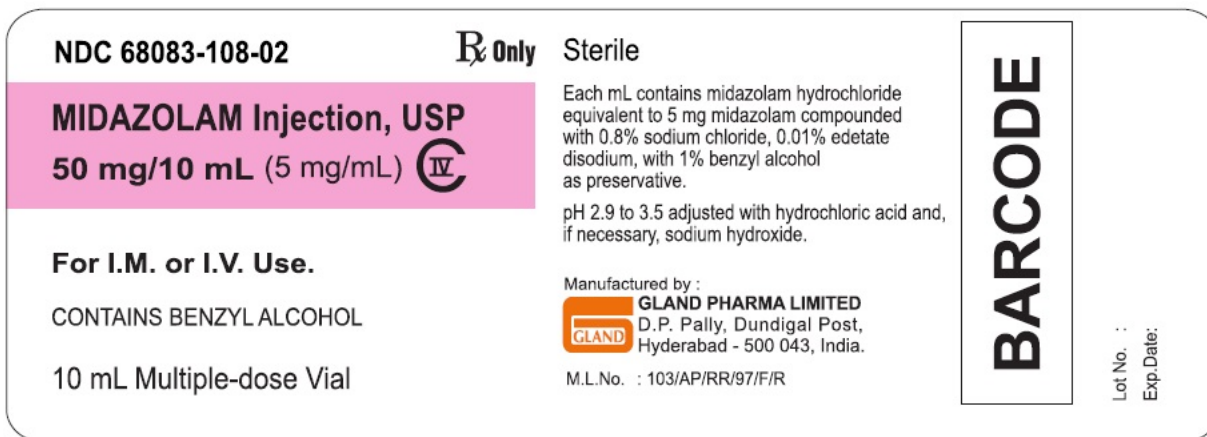 NDC 68083-108-02
℞ Only
MIDAZOLAM Injection, USP
50 mg/10 mL (5 mg/mL) CIV
For I.M. or I.V. Use.
CONTAINS BENZYL ALCOHOL
10 mL Multiple-dose Vial
Sterile
Each mL contains midazolam hydrochloride
equivalent to 5 mg midazolam compounded
with 0.8% sodium chloride, 0.01% edetate
disodium, with 1% benzyl alcohol
as preservative.
pH 2.9 to 3.5 adjusted with hydrochloric acid and,
if necessary, sodium hydroxide.
Manufactured by :
GLAND
GLAND PHARMA LIMITED
D.P. Pally, Dundigal Post,
Hyderabad - 500 043, India.
M.L.No. : 103/AP/RR/97/F/R
BARCODE
Lot No. :
Exp.Date: